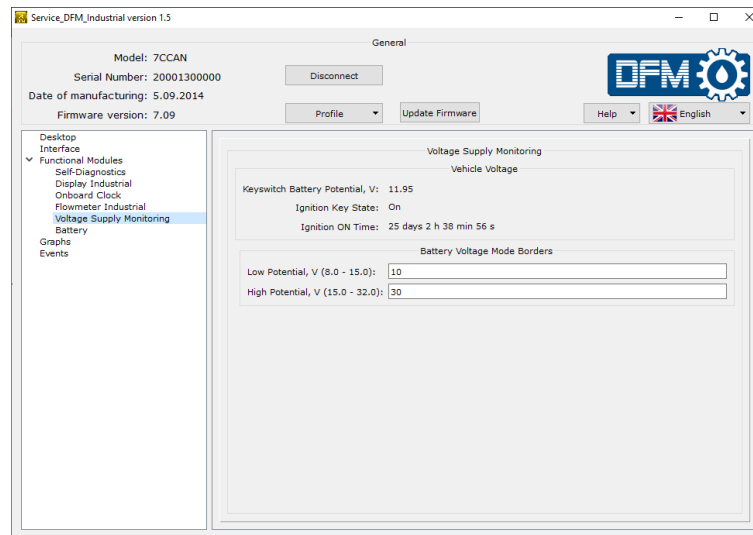 Service_DFM_Industrial version 1.5
General
Model: 7CCAN
Serial Number: 20001300000
Disconnect
DFM
Date of manufacturing: 5.09.2014
Firmware version: 7.09
Profile
Update Firmware
Help
English
Desktop
Interface
Functional Modules
Self-Diagnostics
Display Industrial
Onboard Clock
Flowmeter Industrial
Voltage Supply Monitoring
Battery
Graphs
Events
Voltage Supply Monitoring
Vehicle Voltage
Keyswitch Battery Potential, V: 11.95
Ignition Key State: On
Ignition ON Time: 25 days 2 h 38 min 56 s
Battery Voltage Mode Borders
Low Potential, V (8.0 - 15.0): 10
High Potential, V (15.0 - 32.0): 30